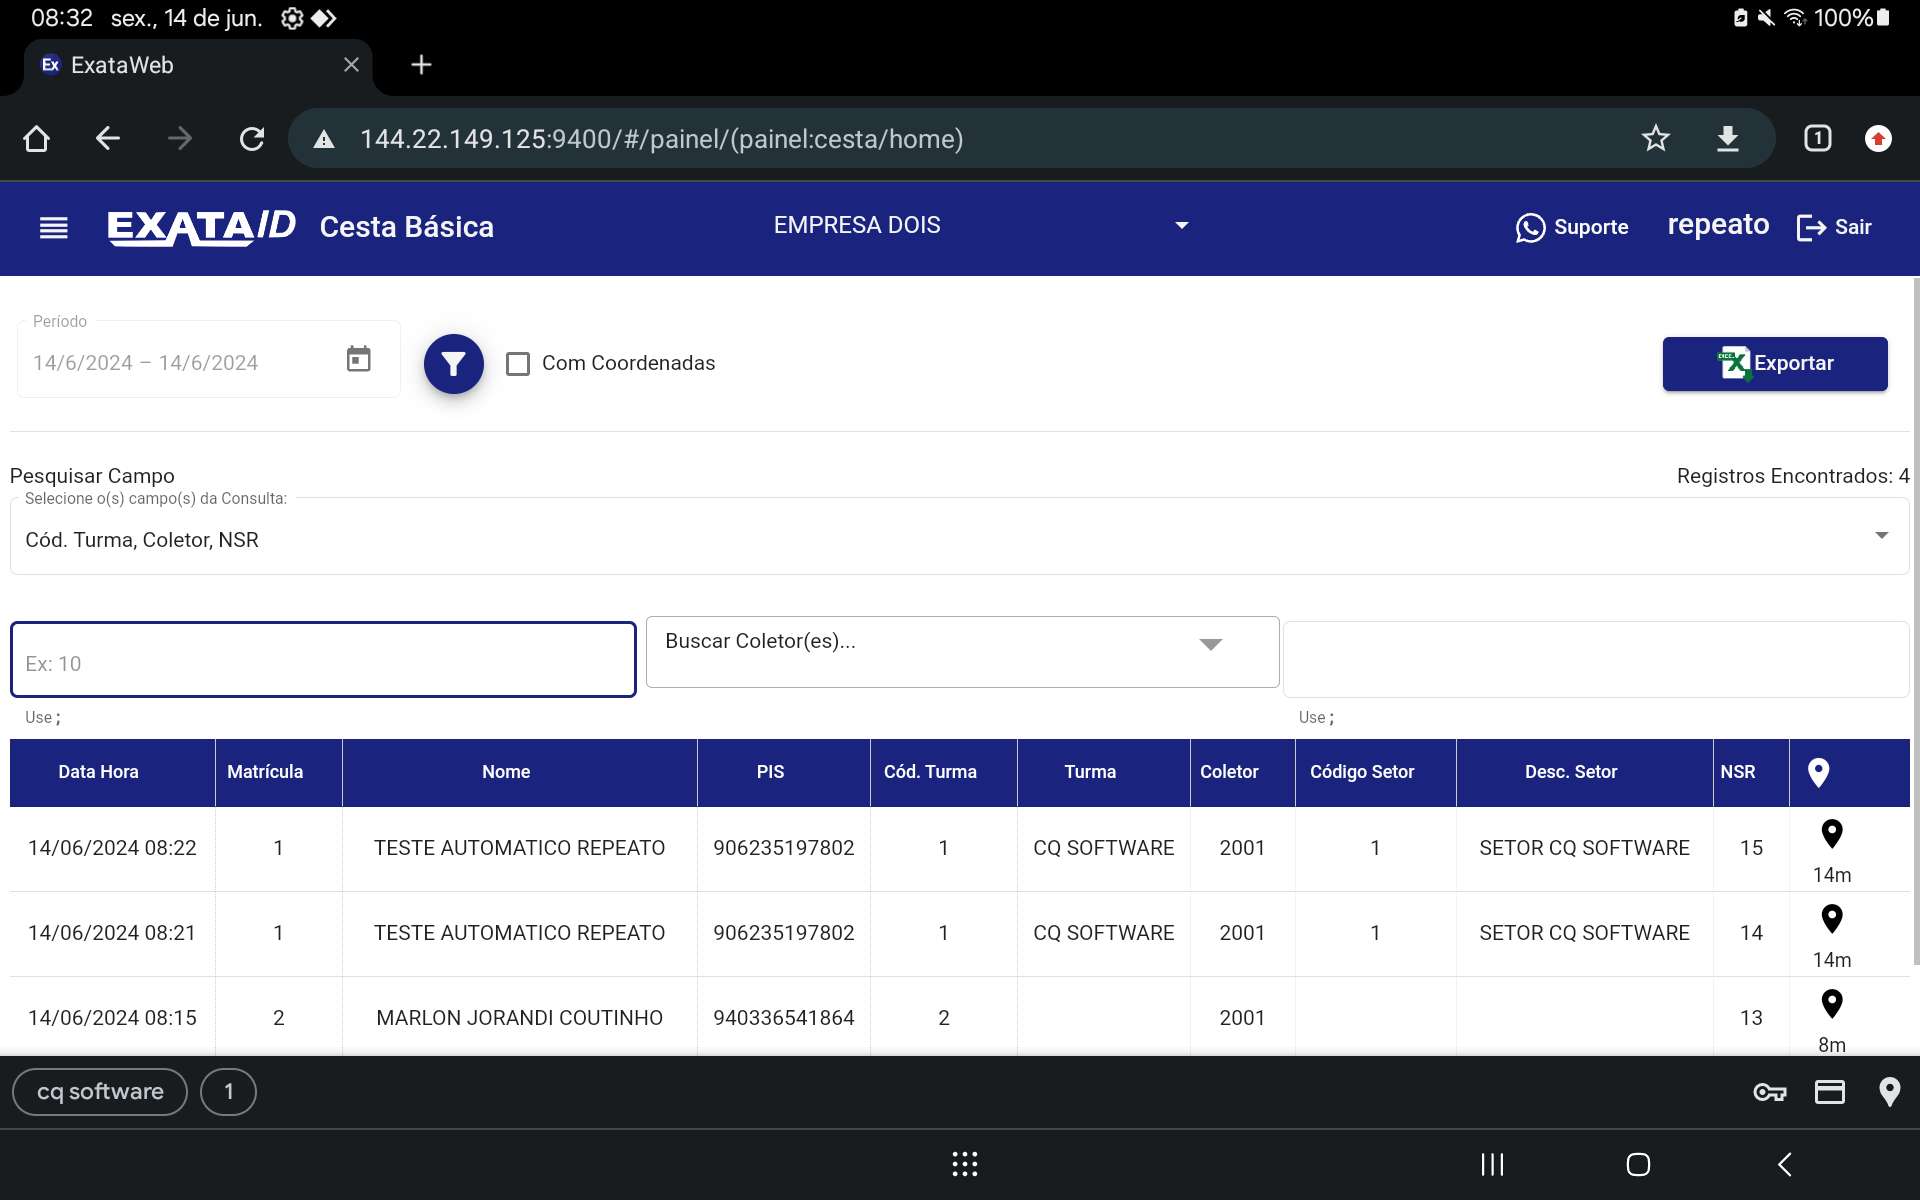 08:32 sex., 14 de jun. 100%
Ex ExataWeb
144.22.149.125:9400/#/painel/(painel:cesta/home) 1
EXATA ID Cesta Básica EMPRESA DOIS Suporte repeato Sair
Período
14/6/2024 – 14/6/2024 Com Coordenadas Exportar
Pesquisar Campo Registros Encontrados: 4
Selecione o(s) campo(s) da Consulta:
Cód. Turma, Coletor, NSR
Ex: 10 Buscar Coletor(es)...
Use ; Use ;
Data Hora Matrícula Nome PIS Cód. Turma Turma Coletor Código Setor Desc. Setor NSR
14/06/2024 08:22 1 TESTE AUTOMATICO REPEATO 906235197802 1 CQ SOFTWARE 2001 1 SETOR CQ SOFTWARE 15 14m
14/06/2024 08:21 1 TESTE AUTOMATICO REPEATO 906235197802 1 CQ SOFTWARE 2001 1 SETOR CQ SOFTWARE 14 14m
14/06/2024 08:15 2 MARLON JORANDI COUTINHO 940336541864 2 2001 13 8m
cq software 1